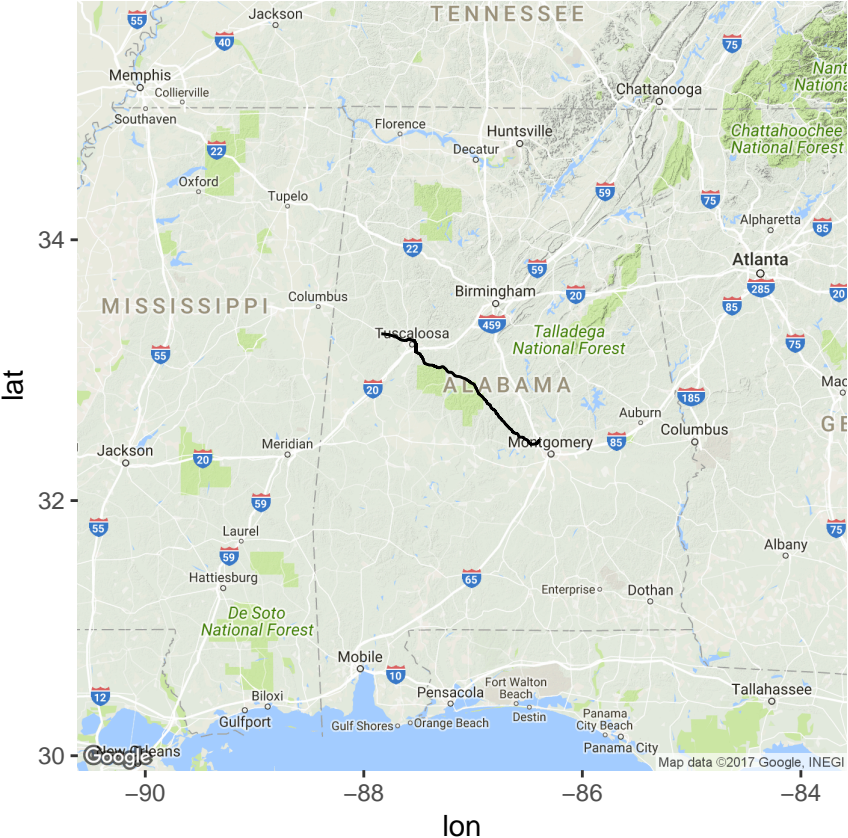 TENNESSEE
Jackson
55
40
75
Memphis
Collierville
Southaven
Chattanooga
Nant
Nationa
Florence
Huntsville
Decatur
Chattahoochee
National Forest
22
Oxford
Tupelo
59
75
Alpharetta
85
34
22
59
Atlanta
285
Birmingham
20
20
MISSISSIPPI
Columbus
85
459
Tuscaloosa
Talladega
National Forest
55
75
lat
20
ALABAMA
185
Mac
Auburn
GE
Jackson
20
Meridian
Montgomery
85
Columbus
32
59
55
75
Laurel
59
Hattiesburg
Albany
65
Enterprise
Dothan
De Soto
National Forest
Mobile
10
12
Biloxi
Gulfport
Pensacola
Fort Walton
Beach
Destin
Tallahassee
Gulf Shores
Orange Beach
Panama
City Beach
Panama City
30
New Orleans
Google
Map data ©2017 Google, INEGI
−90
−88
−86
−84
lon